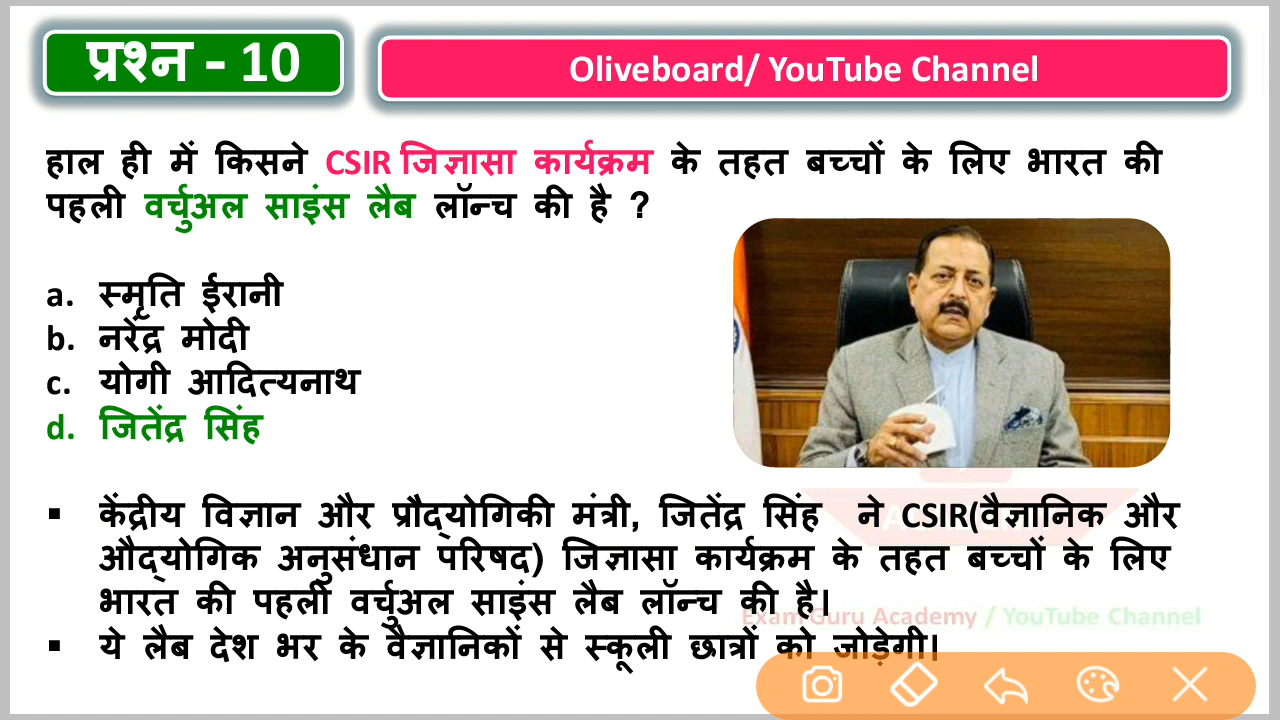 प्रश्न - 10
Oliveboard/ YouTube Channel
हाल ही में किसने CSIR जिज्ञासा कार्यक्रम के तहत बच्चों के लिए भारत की
पहली वर्चुअल साइंस लैब लॉन्च की है ?
a. स्मृति ईरानी
b. नरेंद्र मोदी
c. योगी आदित्यनाथ
d. जितेंद्र सिंह
▪ केंद्रीय विज्ञान और प्रौद्योगिकी मंत्री, जितेंद्र सिंह ने CSIR(वैज्ञानिक और
औद्योगिक अनुसंधान परिषद) जिज्ञासा कार्यक्रम के तहत बच्चों के लिए
भारत की पहली वर्चुअल साइंस लैब लॉन्च की है।
Exam Guru Academy / YouTube Channel
▪ ये लैब देश भर के वैज्ञानिकों से स्कूली छात्रों को जोड़ेगी।